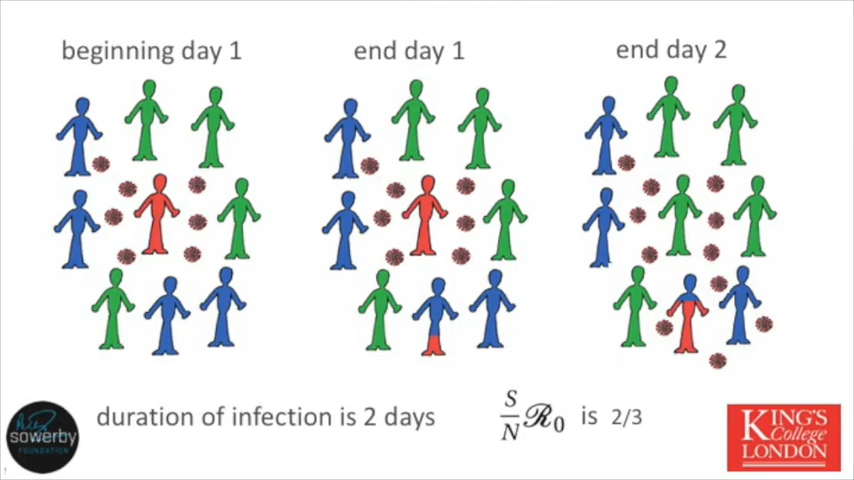 beginning day 1
end day 1
end day 2
duration of infection is 2 days
S/N ℛ₀ is 2/3
sowerby
FOUNDATION
KING'S
College
LONDON